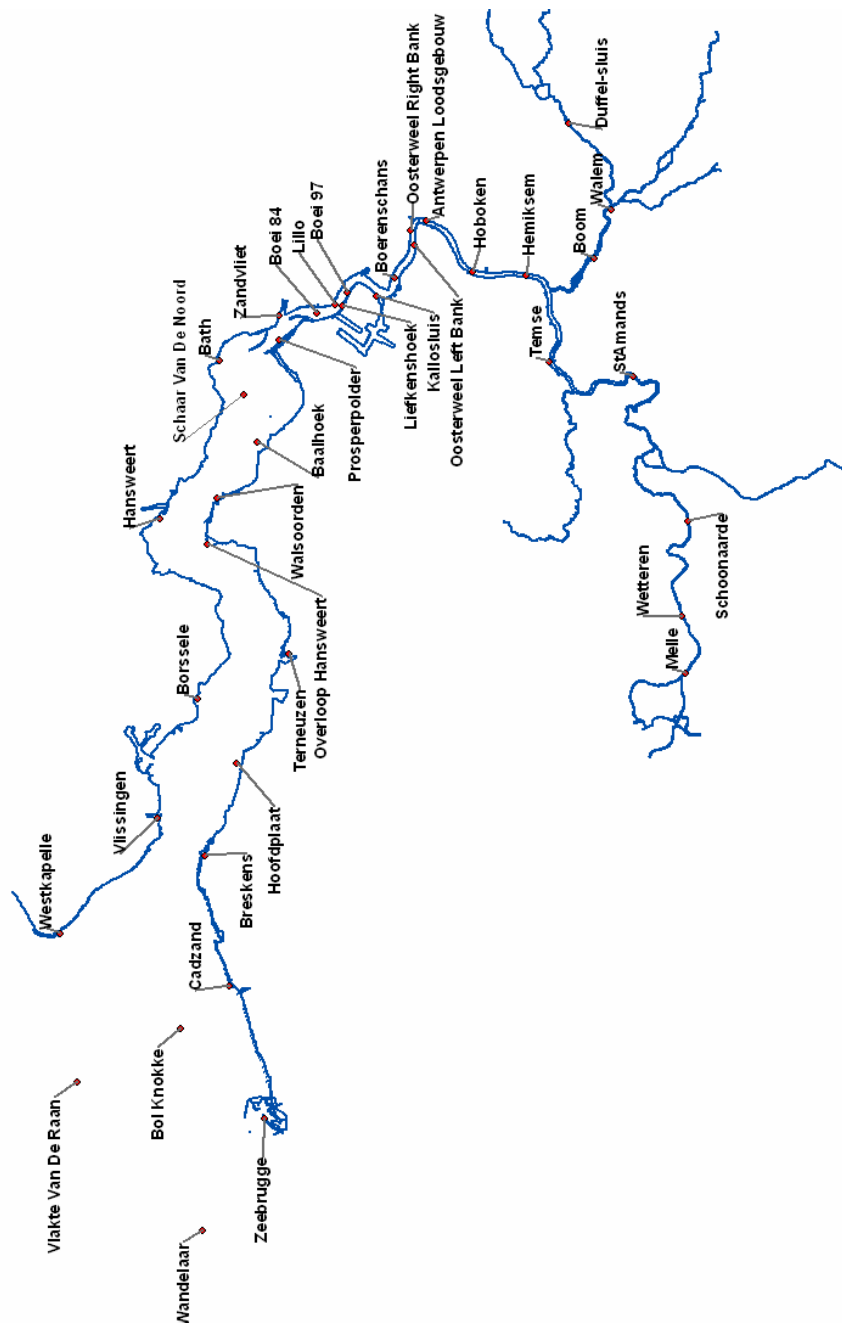 Wandelaar
Vlakte Van De Raan
Zeebrugge
Bol Knokke
Cadzand
Westkapelle
Breskens
Vlissingen
Hoofdplaat
Borssele
Terneuzen
Overloop Hansweert
Hansweert
Walsoorden
Baalhoek
Schaar Van De Noord
Bath
Prosperpolder
Zandvliet
Boei 84
Lillo
Boei 97
Liefkenshoek
Kallosluis
Boerenschans
Oosterweel Left Bank
Oosterweel Right Bank
Antwerpen Loodsgebouw
Hoboken
Hemiksem
Temse
StAmands
Boom
Walem
Duffel-sluis
Schoonaarde
Wetteren
Melle